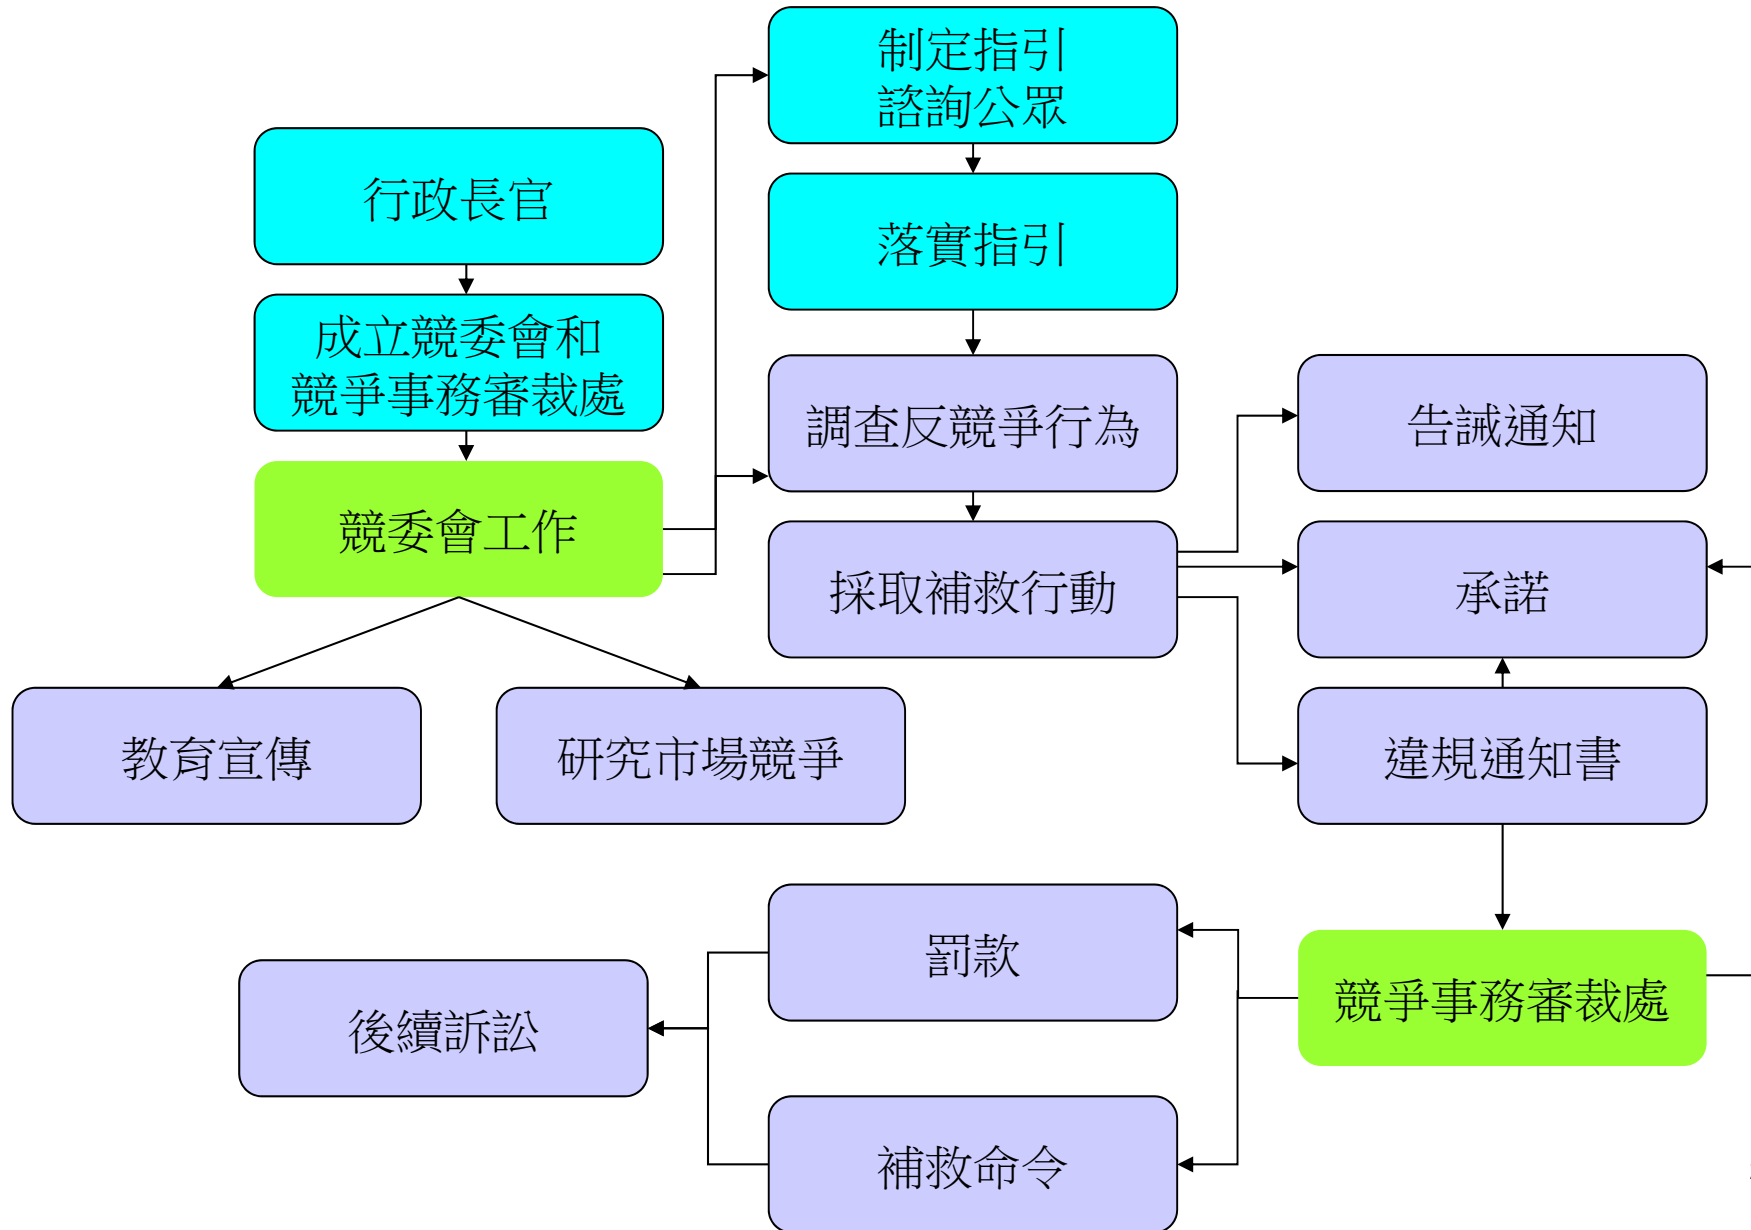 制定指引
諮詢公眾
行政長官
落實指引
成立競委會和
競爭事務審裁處
調查反競爭行為
告誡通知
競委會工作
採取補救行動
承諾
教育宣傳
研究市場競爭
違規通知書
罰款
競爭事務審裁處
後續訴訟
補救命令